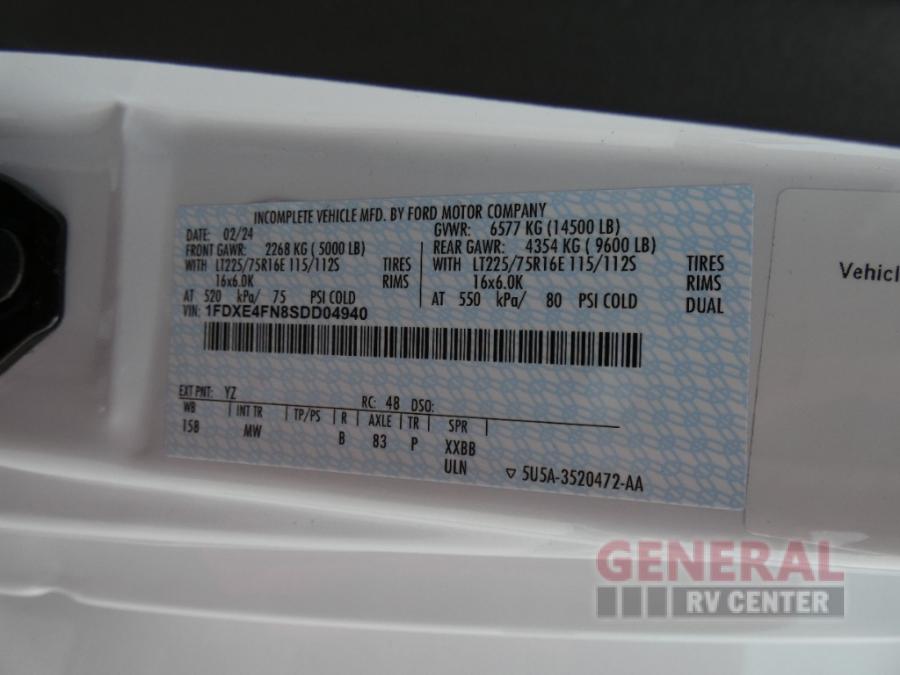 INCOMPLETE VEHICLE MFD. BY FORD MOTOR COMPANY
DATE: 02/24 GVWR: 6577 KG (14500 LB)
FRONT GAWR: 2268 KG ( 5000 LB) REAR GAWR: 4354 KG ( 9600 LB)
WITH LT225/75R16E 115/112S TIRES WITH LT225/75R16E 115/112S TIRES
16x6.0K RIMS 16x6.0K RIMS
AT 520 kPa/ 75 PSI COLD AT 550 kPa/ 80 PSI COLD DUAL
VIN: 1FDXE4FN8SDD04940
EXT PNT: YZ RC: 48 DSO:
WB INT TR TP/PS R AXLE TR SPR
158 MW B 83 P XXBB
ULN ▽ 5U5A-3520472-AA
Vehicl
GENERAL
RV CENTER